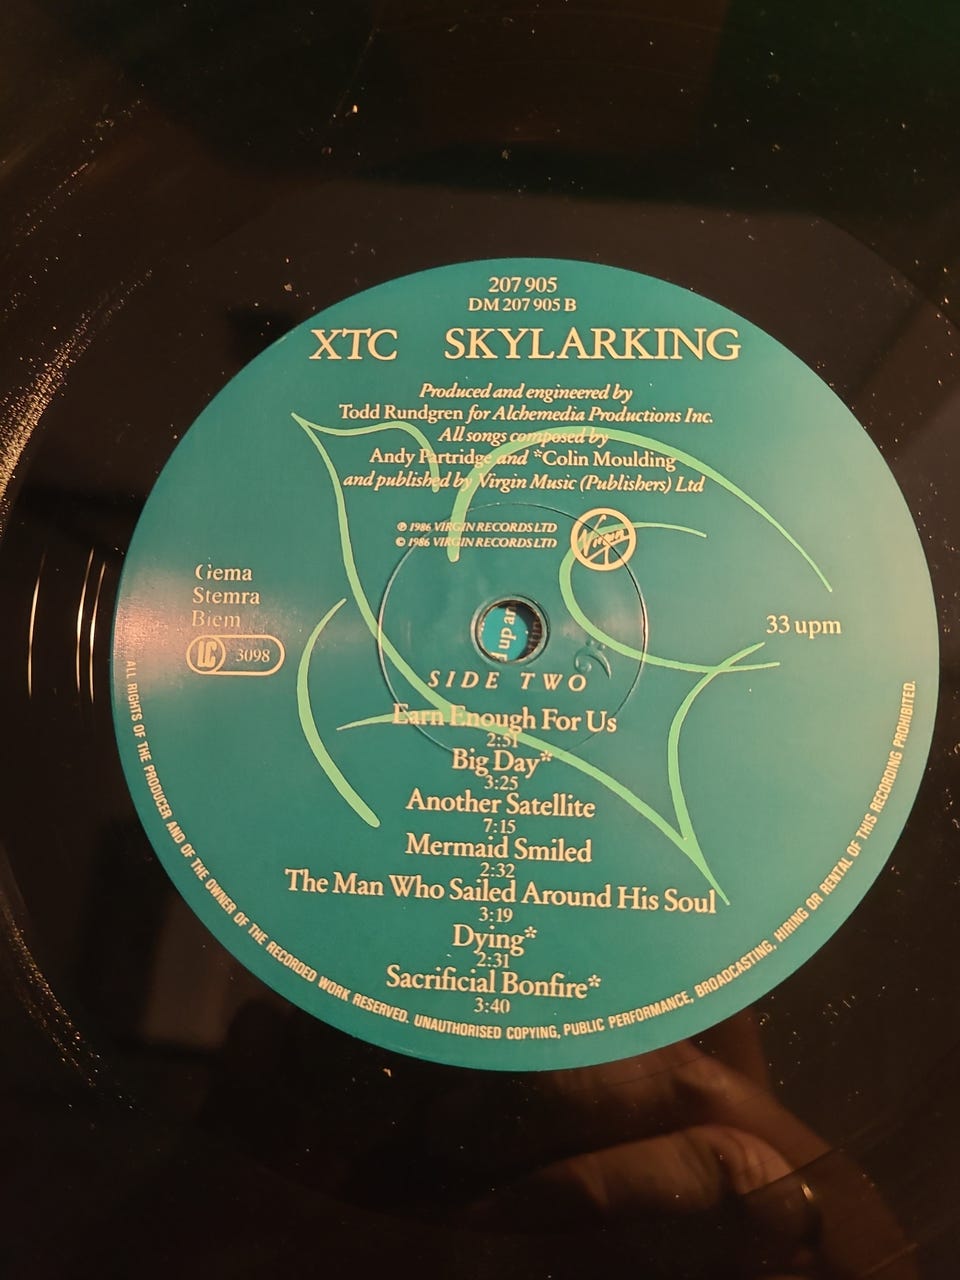 207 905
DM 207 905 B
XTC SKYLARKING
Produced and engineered by
Todd Rundgren for Alchemedia Productions Inc.
All songs composed by
Andy Partridge and *Colin Moulding
and published by Virgin Music (Publishers) Ltd
℗ 1986 VIRGIN RECORDS LTD
© 1986 VIRGIN RECORDS LTD
Virgin
Gema
Stemra
Biem
LC 3098
33 upm
d up an
SIDE TWO
Earn Enough For Us
2:51
Big Day*
3:25
Another Satellite
7:15
Mermaid Smiled
2:32
The Man Who Sailed Around His Soul
3:19
Dying*
2:31
Sacrificial Bonfire*
3:40
ALL RIGHTS OF THE PRODUCER AND OF THE OWNER OF THE RECORDED WORK RESERVED. UNAUTHORISED COPYING, PUBLIC PERFORMANCE, BROADCASTING, HIRING OR RENTAL OF THIS RECORDING PROHIBITED.